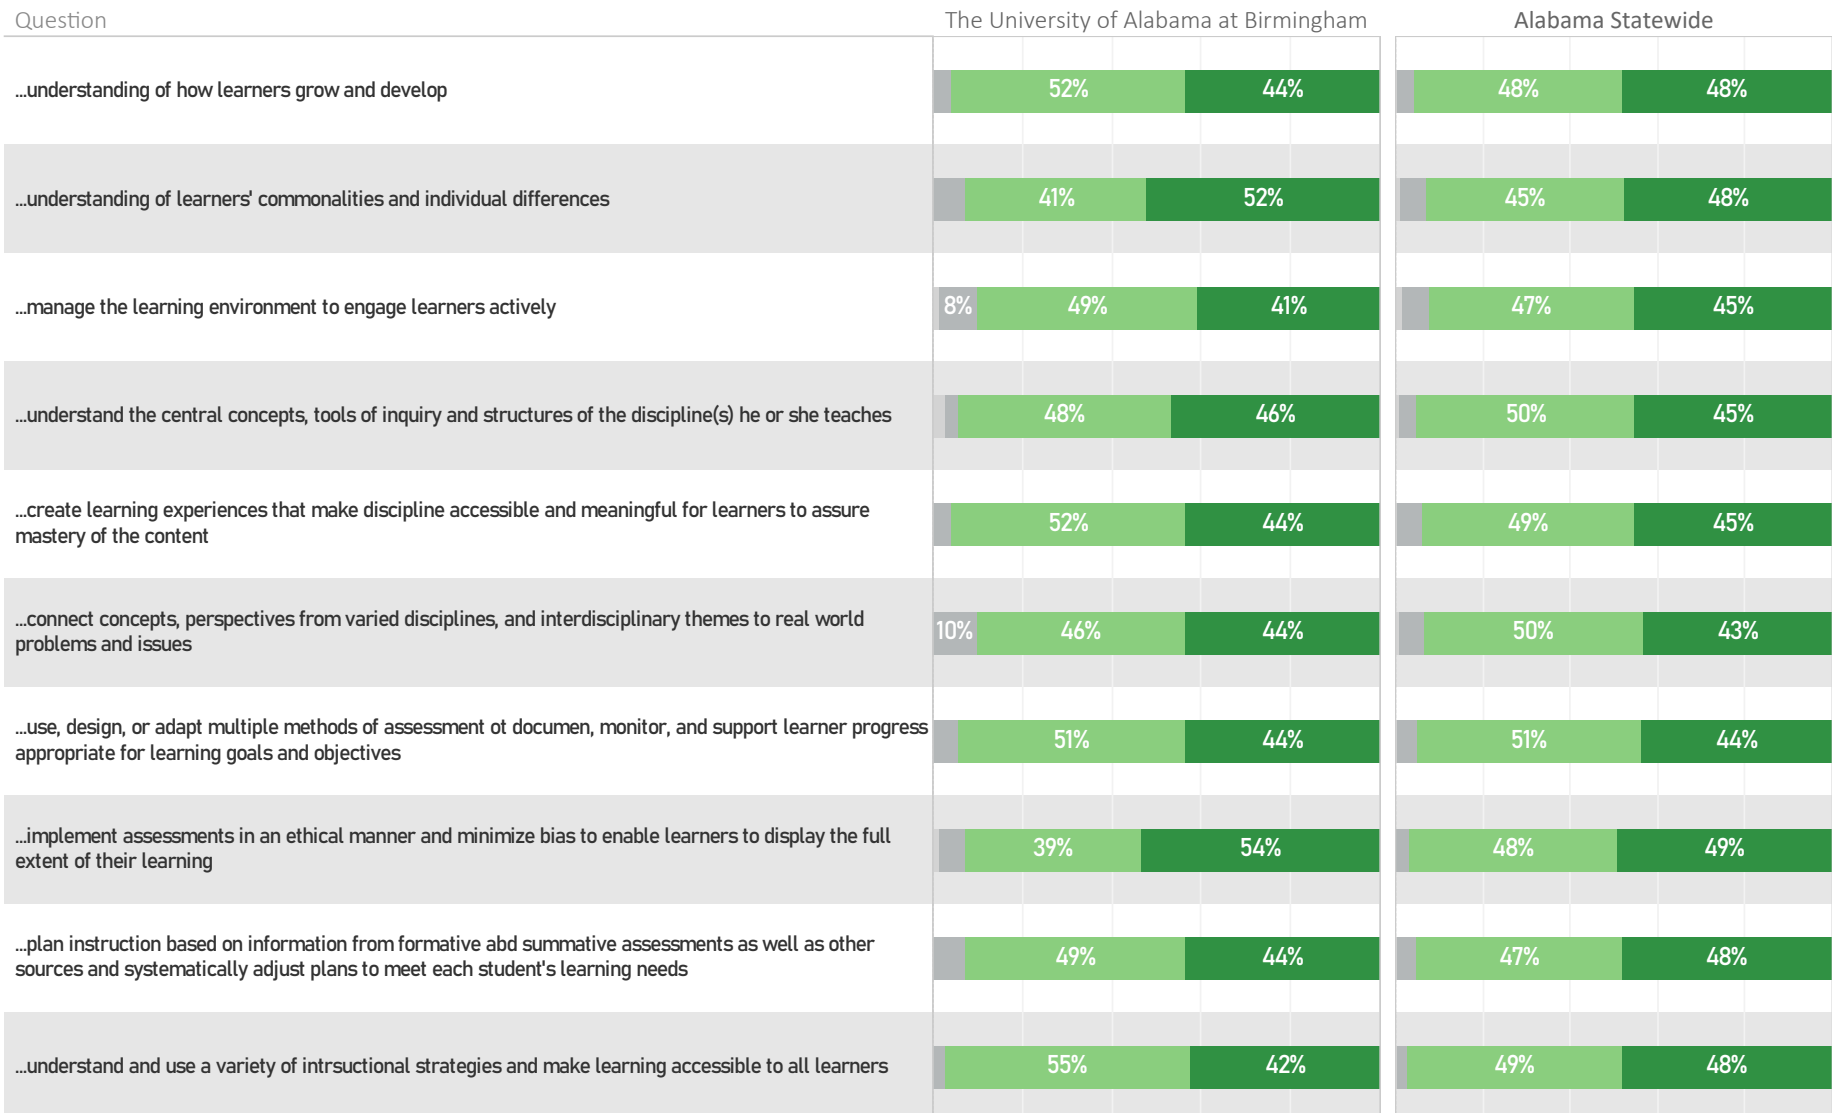 Question The University of Alabama at Birmingham Alabama Statewide
...understanding of how learners grow and develop 52% 44% 48% 48%
...understanding of learners' commonalities and individual differences 41% 52% 45% 48%
...manage the learning environment to engage learners actively 8% 49% 41% 47% 45%
...understand the central concepts, tools of inquiry and structures of the discipline(s) he or she teaches 48% 46% 50% 45%
...create learning experiences that make discipline accessible and meaningful for learners to assure
mastery of the content 52% 44% 49% 45%
...connect concepts, perspectives from varied disciplines, and interdisciplinary themes to real world
problems and issues 10% 46% 44% 50% 43%
...use, design, or adapt multiple methods of assessment ot documen, monitor, and support learner progress
appropriate for learning goals and objectives 51% 44% 51% 44%
...implement assessments in an ethical manner and minimize bias to enable learners to display the full
extent of their learning 39% 54% 48% 49%
...plan instruction based on information from formative abd summative assessments as well as other
sources and systematically adjust plans to meet each student's learning needs 49% 44% 47% 48%
...understand and use a variety of intrsuctional strategies and make learning accessible to all learners 55% 42% 49% 48%